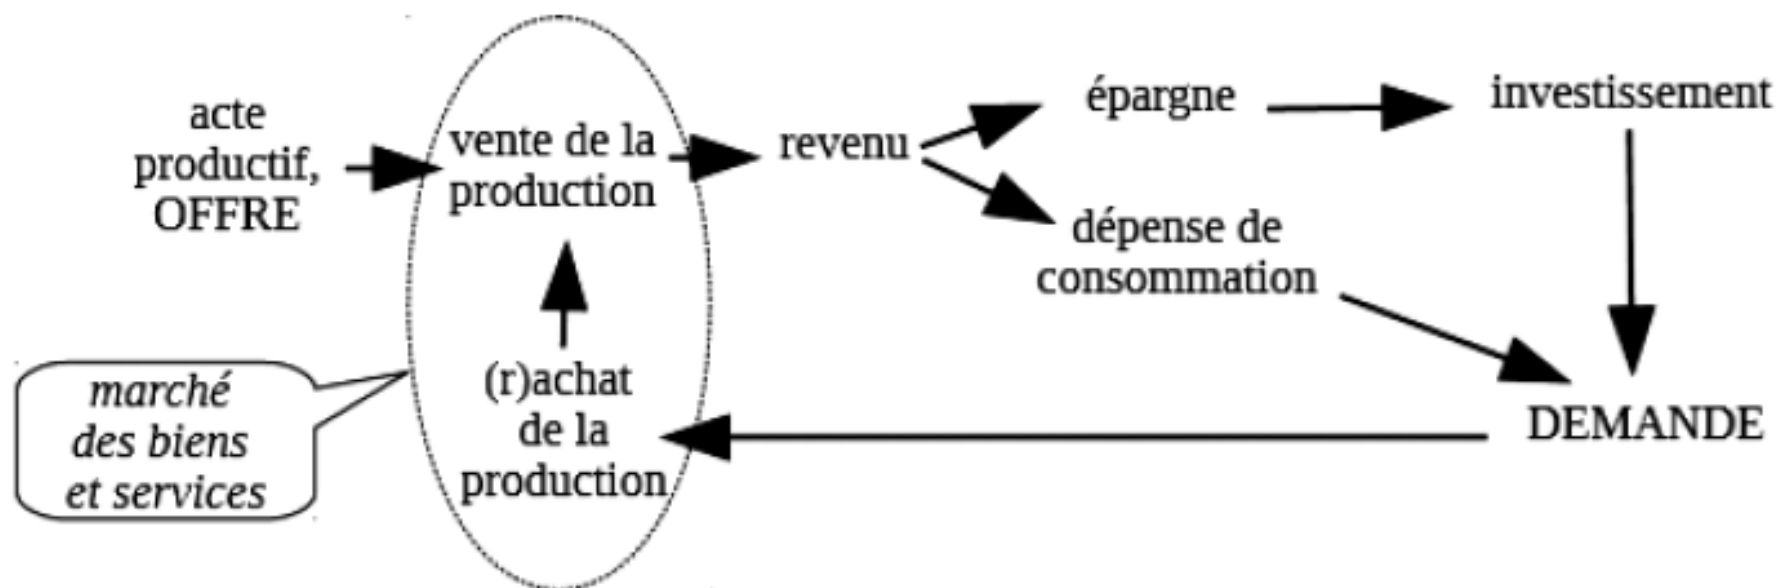 acte
productif,
OFFRE
vente de la
production
revenu
épargne
investissement
dépense de
consommation
DEMANDE
(r)achat
de la
production
marché
des biens
et services